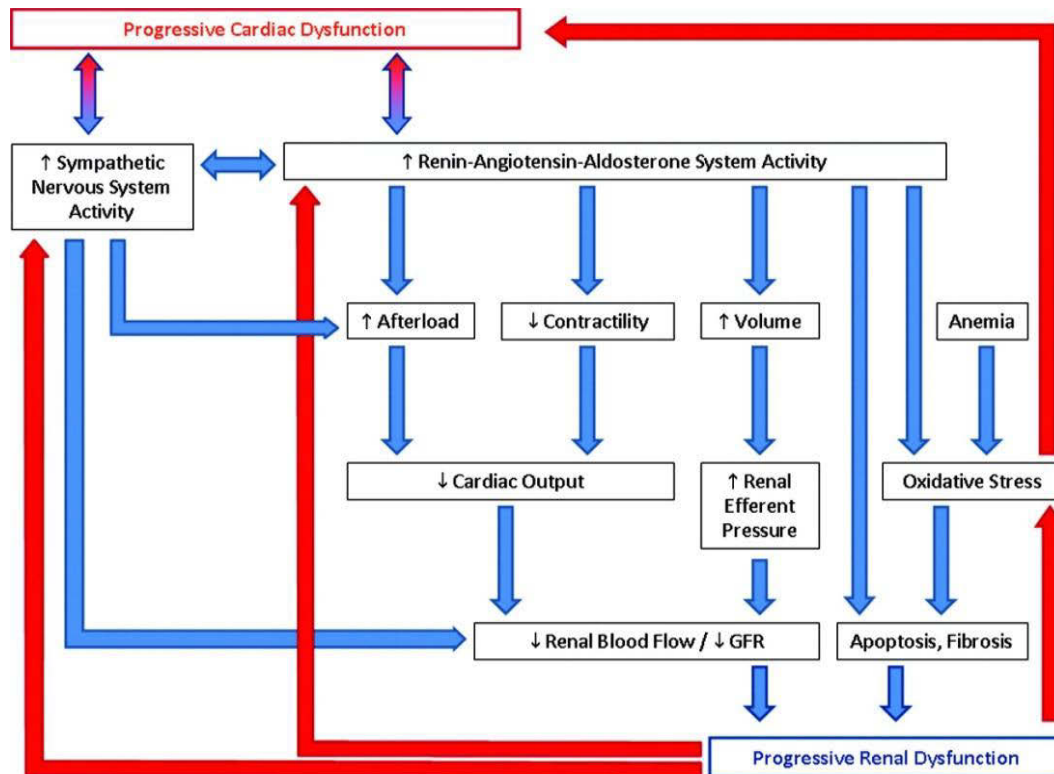 Progressive Cardiac Dysfunction
↑ Sympathetic
Nervous System
Activity
↑ Renin-Angiotensin-Aldosterone System Activity
↑ Afterload
↓ Contractility
↑ Volume
Anemia
↓ Cardiac Output
↑ Renal
Efferent
Pressure
Oxidative Stress
↓ Renal Blood Flow / ↓ GFR
Apoptosis, Fibrosis
Progressive Renal Dysfunction